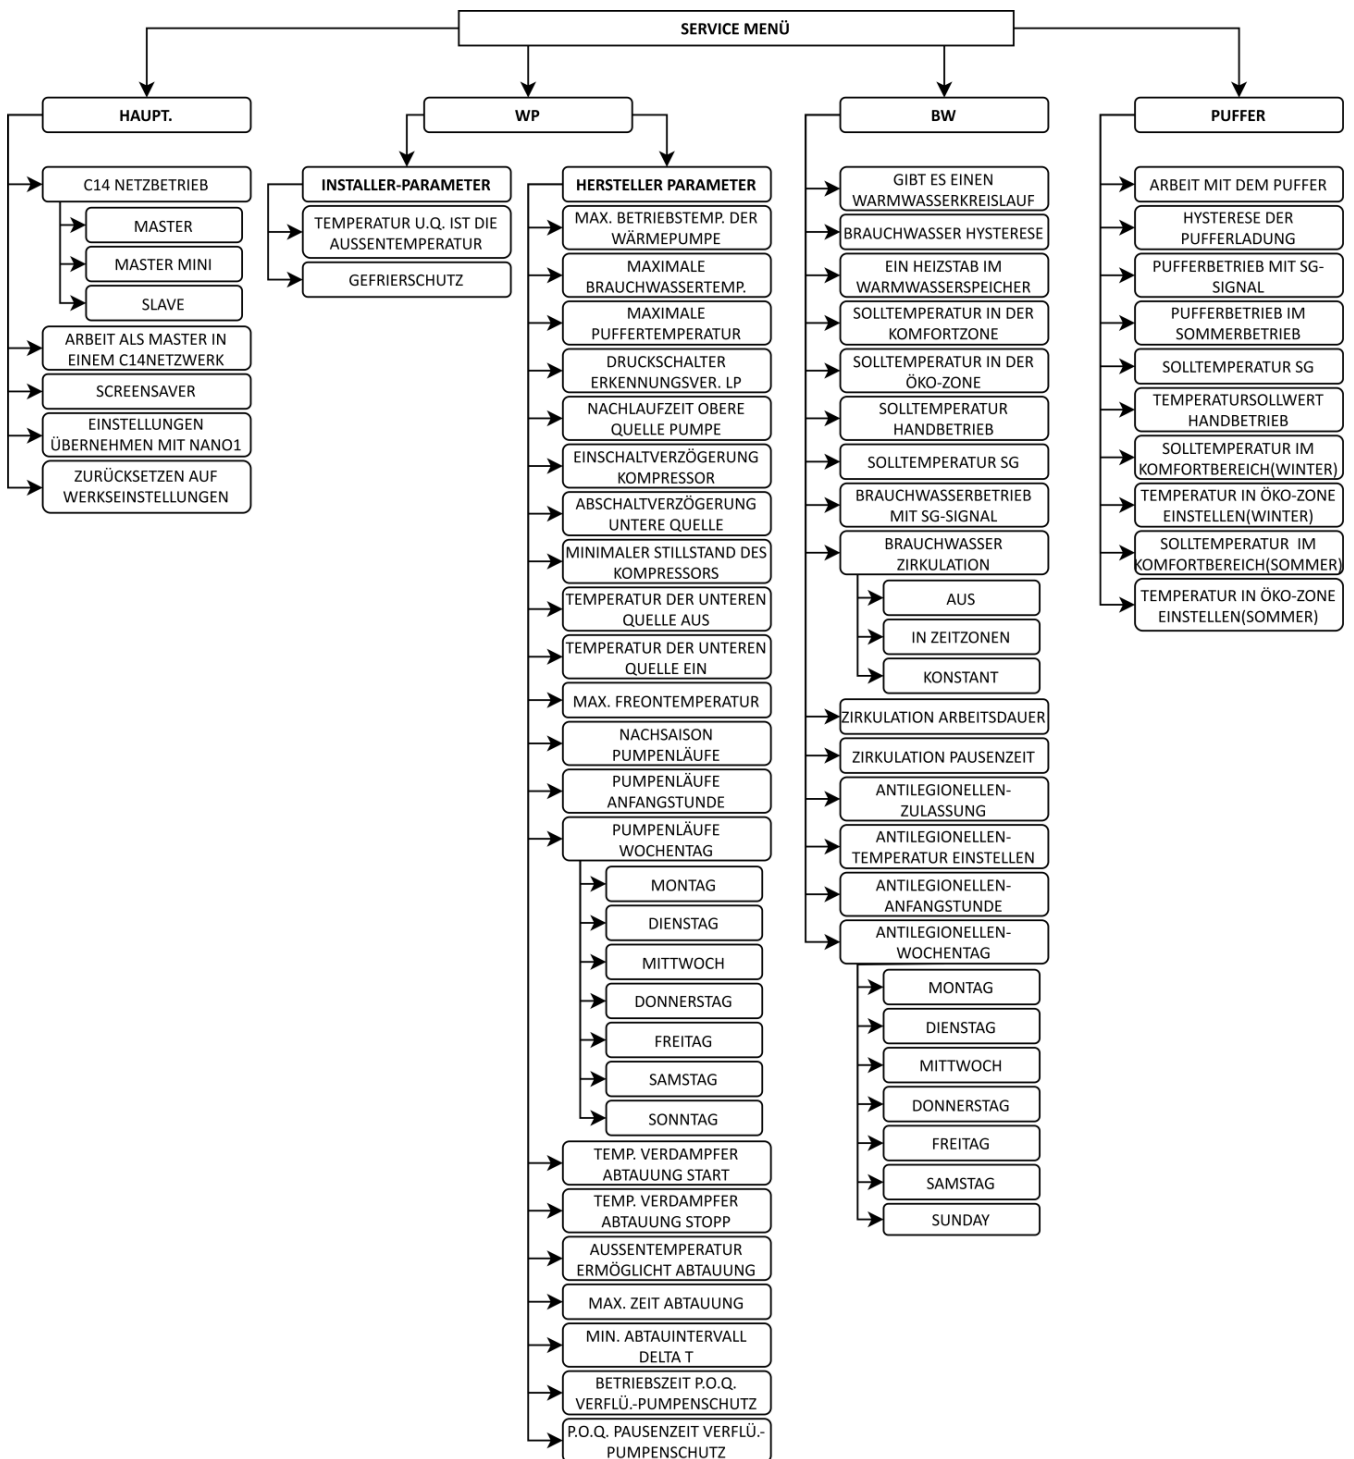 SERVICE MENÜ
HAUPT.
C14 NETZBETRIEB
MASTER
MASTER MINI
SLAVE
ARBEIT ALS MASTER IN
EINEM C14NETZWERK
SCREENSAVER
EINSTELLUNGEN
ÜBERNEHMEN MIT NANO1
ZURÜCKSETZEN AUF
WERKSEINSTELLUNGEN
WP
INSTALLER-PARAMETER
TEMPERATUR U.Q. IST DIE
AUSSENTEMPERATUR
GEFRIERSCHUTZ
HERSTELLER PARAMETER
MAX. BETRIEBSTEMP. DER
WÄRMEPUMPE
MAXIMALE
BRAUCHWASSERTEMP.
MAXIMALE
PUFFERTEMPERATUR
DRUCKSCHALTER
ERKENNUNGSVER. LP
NACHLAUFZEIT OBERE
QUELLE PUMPE
EINSCHALTVERZÖGERUNG
KOMPRESSOR
ABSCHALTVERZÖGERUNG
UNTERE QUELLE
MINIMALER STILLSTAND DES
KOMPRESSORS
TEMPERATUR DER UNTEREN
QUELLE AUS
TEMPERATUR DER UNTEREN
QUELLE EIN
MAX. FREONTEMPERATUR
NACHSAISON
PUMPENLÄUFE
PUMPENLÄUFE
ANFANGSTUNDE
PUMPENLÄUFE
WOCHENTAG
MONTAG
DIENSTAG
MITTWOCH
DONNERSTAG
FREITAG
SAMSTAG
SONNTAG
TEMP. VERDAMPFER
ABTAUUNG START
TEMP. VERDAMPFER
ABTAUUNG STOPP
AUSSENTEMPERATUR
ERMÖGLICHT ABTAUUNG
MAX. ZEIT ABTAUUNG
MIN. ABTAUINTERVALL
DELTA T
BETRIEBSZEIT P.O.Q.
VERFLÜ.-PUMPENSCHUTZ
P.O.Q. PAUSENZEIT VERFLÜ.-
PUMPENSCHUTZ
BW
GIBT ES EINEN
WARMWASSERKREISLAUF
BRAUCHWASSER HYSTERESE
EIN HEIZSTAB IM
WARMWASSERSPEICHER
SOLLTEMPERATUR IN DER
KOMFORTZONE
SOLLTEMPERATUR IN DER
ÖKO-ZONE
SOLLTEMPERATUR
HANDBETRIEB
SOLLTEMPERATUR SG
BRAUCHWASSERBETRIEB
MIT SG-SIGNAL
BRAUCHWASSER
ZIRKULATION
AUS
IN ZEITZONEN
KONSTANT
ZIRKULATION ARBEITSDAUER
ZIRKULATION PAUSENZEIT
ANTILEGIONELLEN-
ZULASSUNG
ANTILEGIONELLEN-
TEMPERATUR EINSTELLEN
ANTILEGIONELLEN-
ANFANGSTUNDE
ANTILEGIONELLEN-
WOCHENTAG
MONTAG
DIENSTAG
MITTWOCH
DONNERSTAG
FREITAG
SAMSTAG
SUNDAY
PUFFER
ARBEIT MIT DEM PUFFER
HYSTERESE DER
PUFFERLADUNG
PUFFERBETRIEB MIT SG-
SIGNAL
PUFFERBETRIEB IM
SOMMERBETRIEB
SOLLTEMPERATUR SG
TEMPERATURSOLLWERT
HANDBETRIEB
SOLLTEMPERATUR IM
KOMFORTBEREICH(WINTER)
TEMPERATUR IN ÖKO-ZONE
EINSTELLEN(WINTER)
SOLLTEMPERATUR IM
KOMFORTBEREICH(SOMMER)
TEMPERATUR IN ÖKO-ZONE
EINSTELLEN(SOMMER)